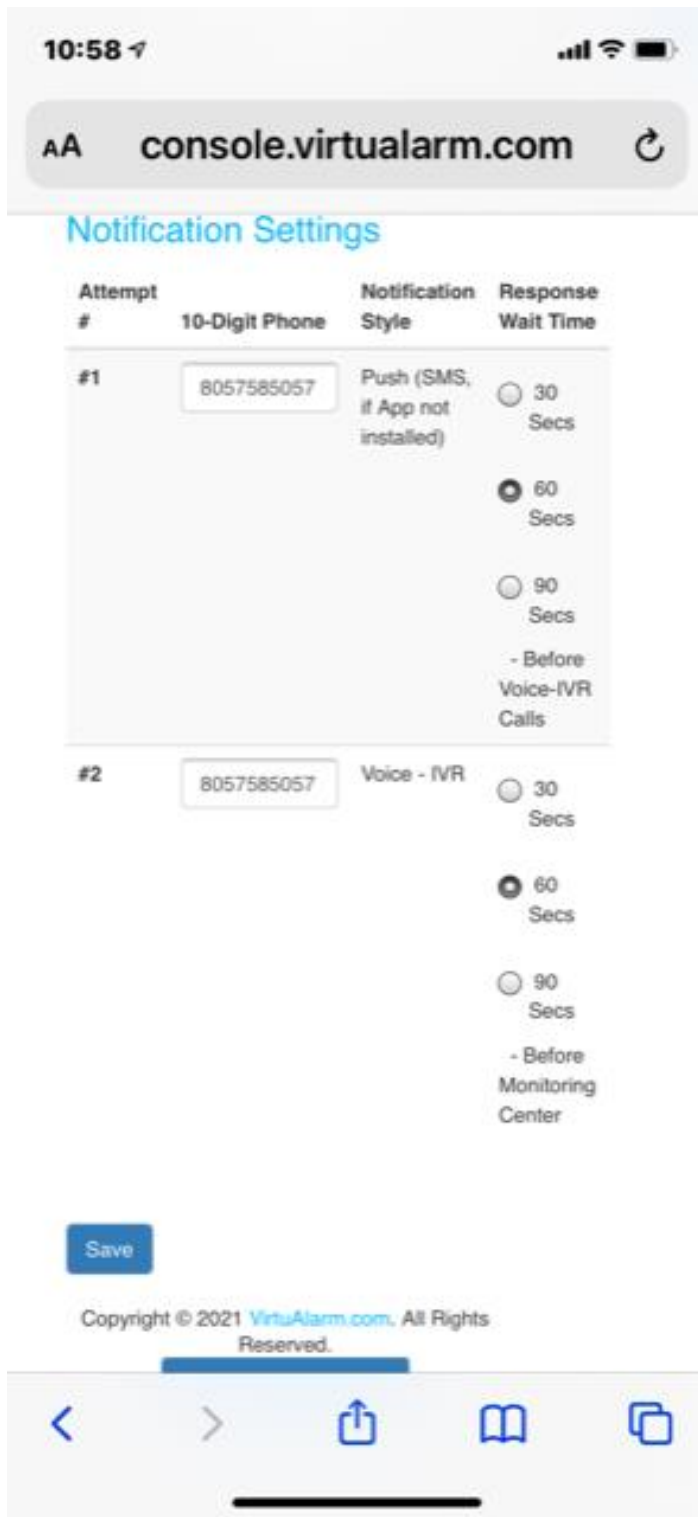 10:58
AA console.virtualarm.com
Notification Settings
Attempt # 10-Digit Phone Notification Style Response Wait Time
#1 8057585057 Push (SMS, if App not installed)
30 Secs
60 Secs
90 Secs
- Before Voice-IVR Calls
#2 8057585057 Voice - IVR
30 Secs
60 Secs
90 Secs
- Before Monitoring Center
Save
Copyright © 2021 VirtuAlarm.com. All Rights
Reserved.